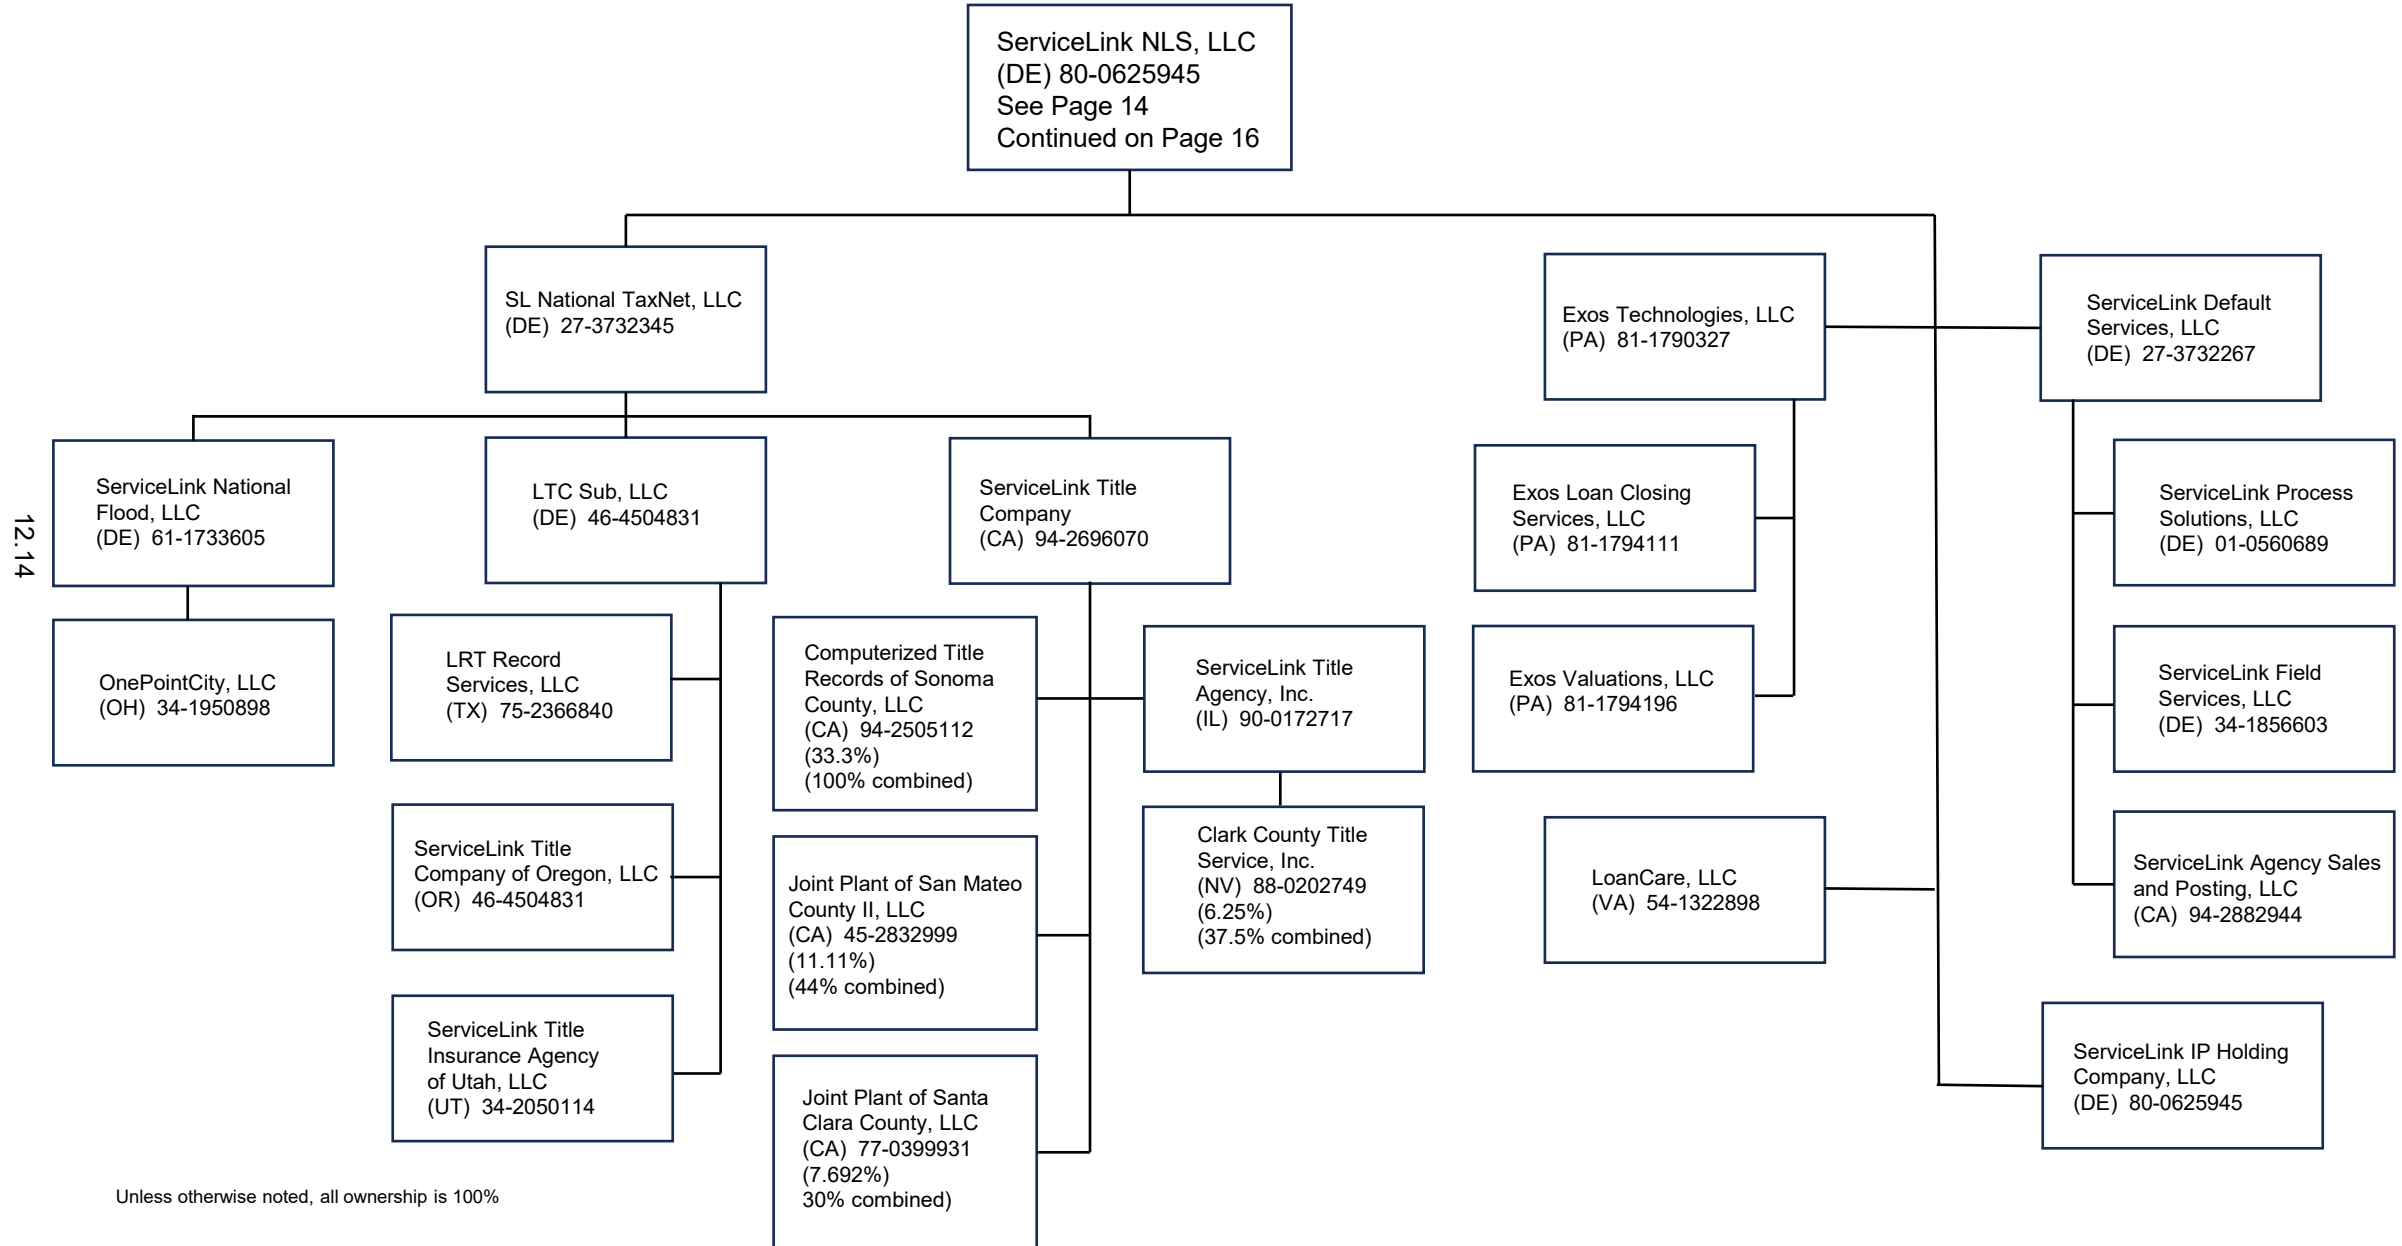 ServiceLink NLS, LLC
(DE) 80-0625945
See Page 14
Continued on Page 16
SL National TaxNet, LLC
(DE) 27-3732345
Exos Technologies, LLC
(PA) 81-1790327
ServiceLink Default
Services, LLC
(DE) 27-3732267
ServiceLink National
Flood, LLC
(DE) 61-1733605
LTC Sub, LLC
(DE) 46-4504831
ServiceLink Title
Company
(CA) 94-2696070
Exos Loan Closing
Services, LLC
(PA) 81-1794111
ServiceLink Process
Solutions, LLC
(DE) 01-0560689
12.14
OnePointCity, LLC
(OH) 34-1950898
LRT Record
Services, LLC
(TX) 75-2366840
Computerized Title
Records of Sonoma
County, LLC
(CA) 94-2505112
(33.3%)
(100% combined)
ServiceLink Title
Agency, Inc.
(IL) 90-0172717
Exos Valuations, LLC
(PA) 81-1794196
ServiceLink Field
Services, LLC
(DE) 34-1856603
ServiceLink Title
Company of Oregon, LLC
(OR) 46-4504831
Joint Plant of San Mateo
County II, LLC
(CA) 45-2832999
(11.11%)
(44% combined)
Clark County Title
Service, Inc.
(NV) 88-0202749
(6.25%)
(37.5% combined)
LoanCare, LLC
(VA) 54-1322898
ServiceLink Agency Sales
and Posting, LLC
(CA) 94-2882944
ServiceLink Title
Insurance Agency
of Utah, LLC
(UT) 34-2050114
Joint Plant of Santa
Clara County, LLC
(CA) 77-0399931
(7.692%)
30% combined)
ServiceLink IP Holding
Company, LLC
(DE) 80-0625945
Unless otherwise noted, all ownership is 100%